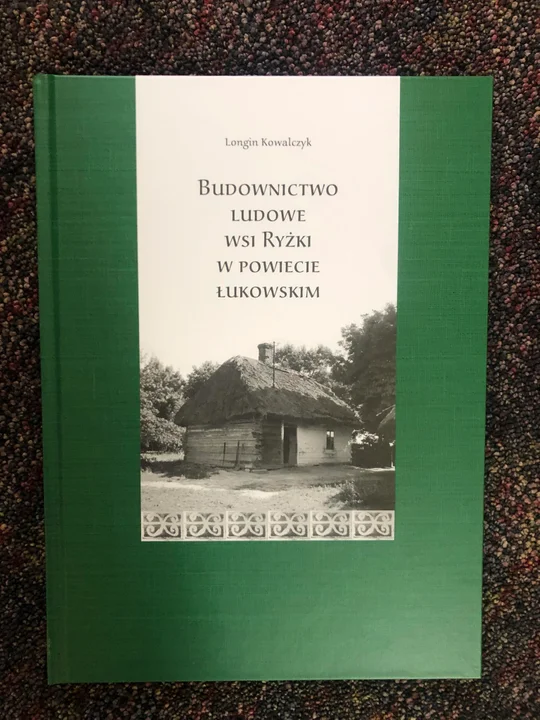 Longin Kowalczyk
Budownictwo
ludowe
wsi Ryżki
w powiecie
łukowskim